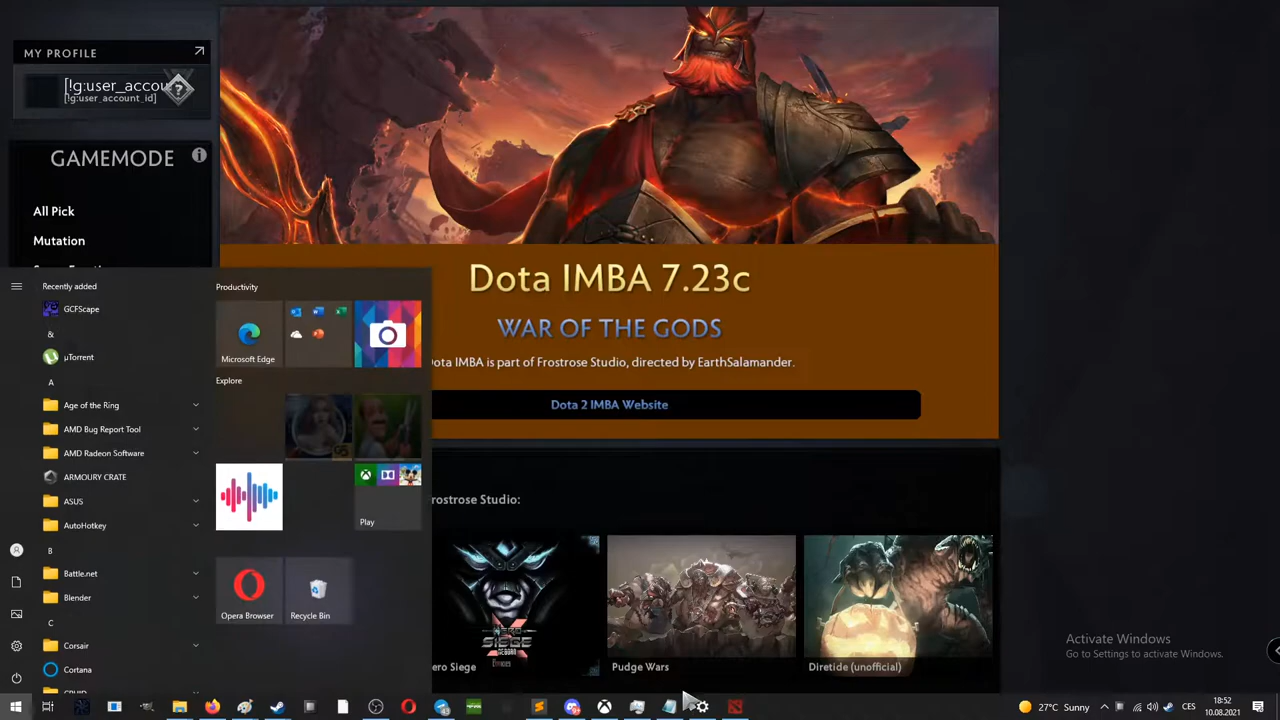 MY PROFILE
[!g:user_accou
[!g:user_account_id]
GAMEMODE
All Pick
Mutation
Dota IMBA 7.23c
WAR OF THE GODS
Dota IMBA is part of Frostrose Studio, directed by EarthSalamander.
Dota 2 IMBA Website
rostrose Studio:
ero Siege
Pudge Wars
Diretide (unofficial)
Recently added
GCFScape
&
µTorrent
A
Age of the Ring
AMD Bug Report Tool
AMD Radeon Software
ARMOURY CRATE
ASUS
AutoHotkey
B
Battle.net
Blender
C
Corsair
Cortana
CPUID
Productivity
Microsoft Edge
Explore
Play
Opera Browser
Recycle Bin
HERO
SIEGE
Activate Windows
Go to Settings to activate Windows.
27°C Sunny
CES
18:52
10.08.2021